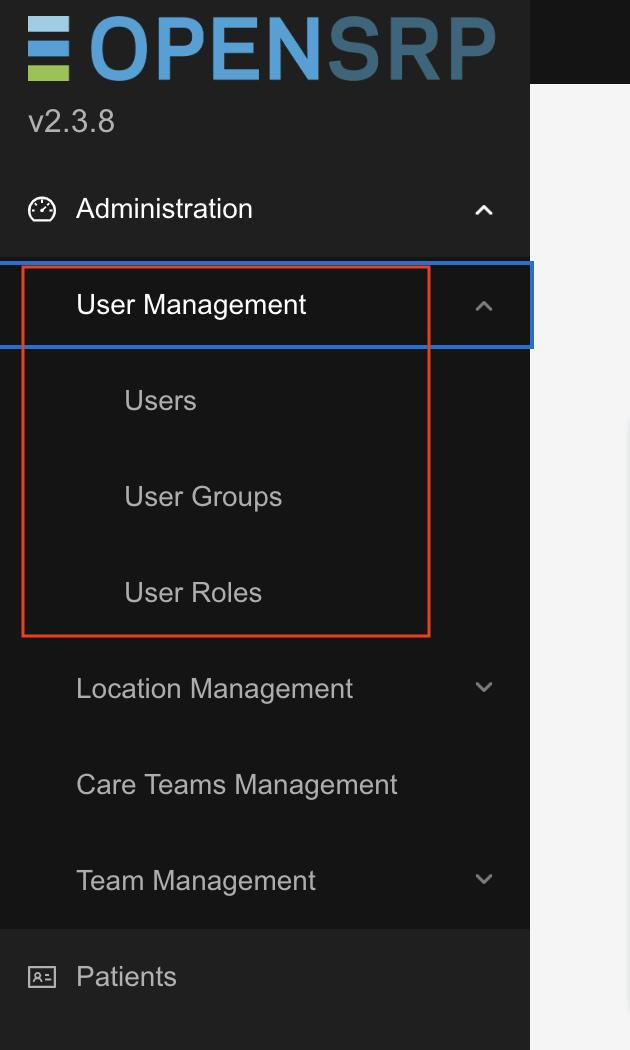 OPENSRP
v2.3.8
Administration
User Management
Users
User Groups
User Roles
Location Management
Care Teams Management
Team Management
Patients